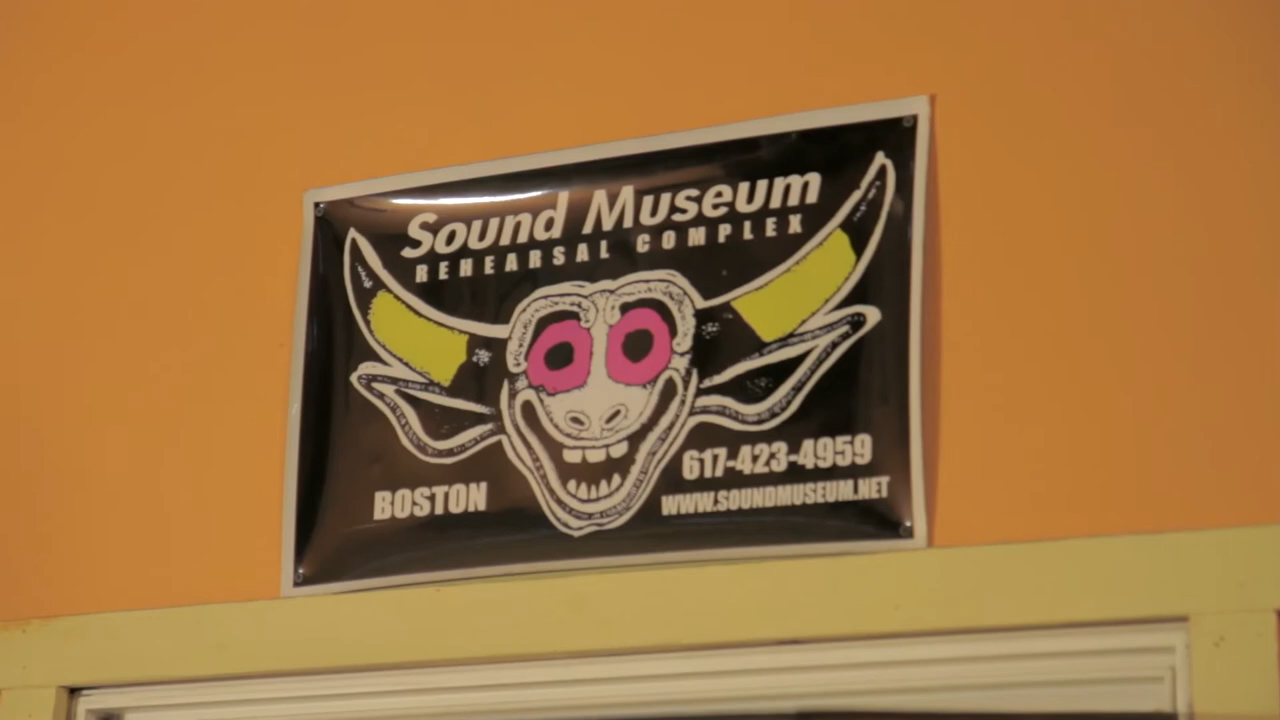 Sound Museum
REHEARSAL COMPLEX
617-423-4959
BOSTON
WWW.SOUNDMUSEUM.NET